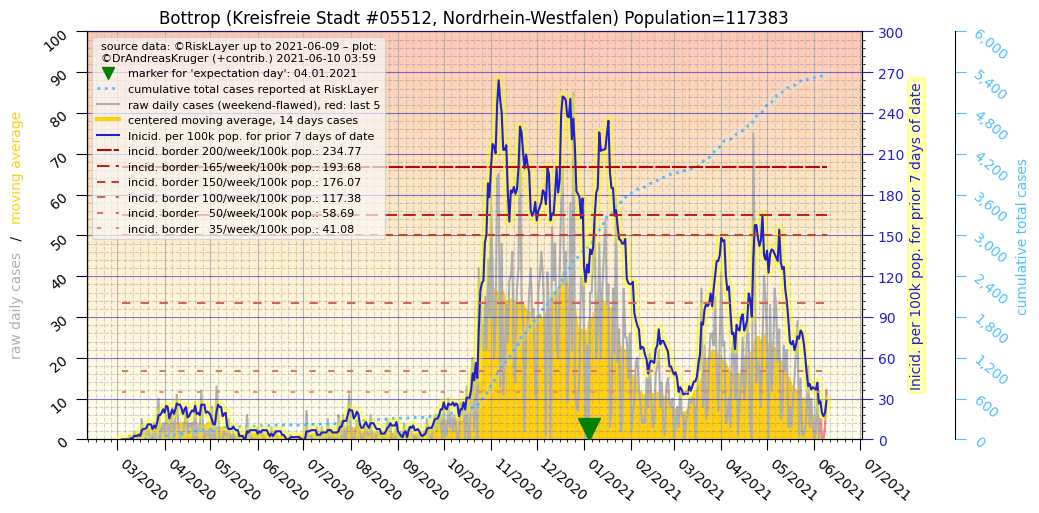 Bottrop (Kreisfreie Stadt #05512, Nordrhein-Westfalen) Population=117383
source data: ©RiskLayer up to 2021-06-09 – plot:
©DrAndreasKruger (+contrib.) 2021-06-10 03:59
marker for 'expectation day': 04.01.2021
cumulative total cases reported at RiskLayer
raw daily cases (weekend-flawed), red: last 5
centered moving average, 14 days cases
Inicid. per 100k pop. for prior 7 days of date
incid. border 200/week/100k pop.: 234.77
incid. border 165/week/100k pop.: 193.68
incid. border 150/week/100k pop.: 176.07
incid. border 100/week/100k pop.: 117.38
incid. border   50/week/100k pop.: 58.69
incid. border   35/week/100k pop.: 41.08
raw daily cases / moving average
100
90
80
70
60
50
40
30
20
10
0
300
270
240
210
180
150
120
90
60
30
0
Inicid. per 100k pop. for prior 7 days of date
6,000
5,400
4,800
4,200
3,600
3,000
2,400
1,800
1,200
600
0
cumulative total cases
03/2020
04/2020
05/2020
06/2020
07/2020
08/2020
09/2020
10/2020
11/2020
12/2020
01/2021
02/2021
03/2021
04/2021
05/2021
06/2021
07/2021